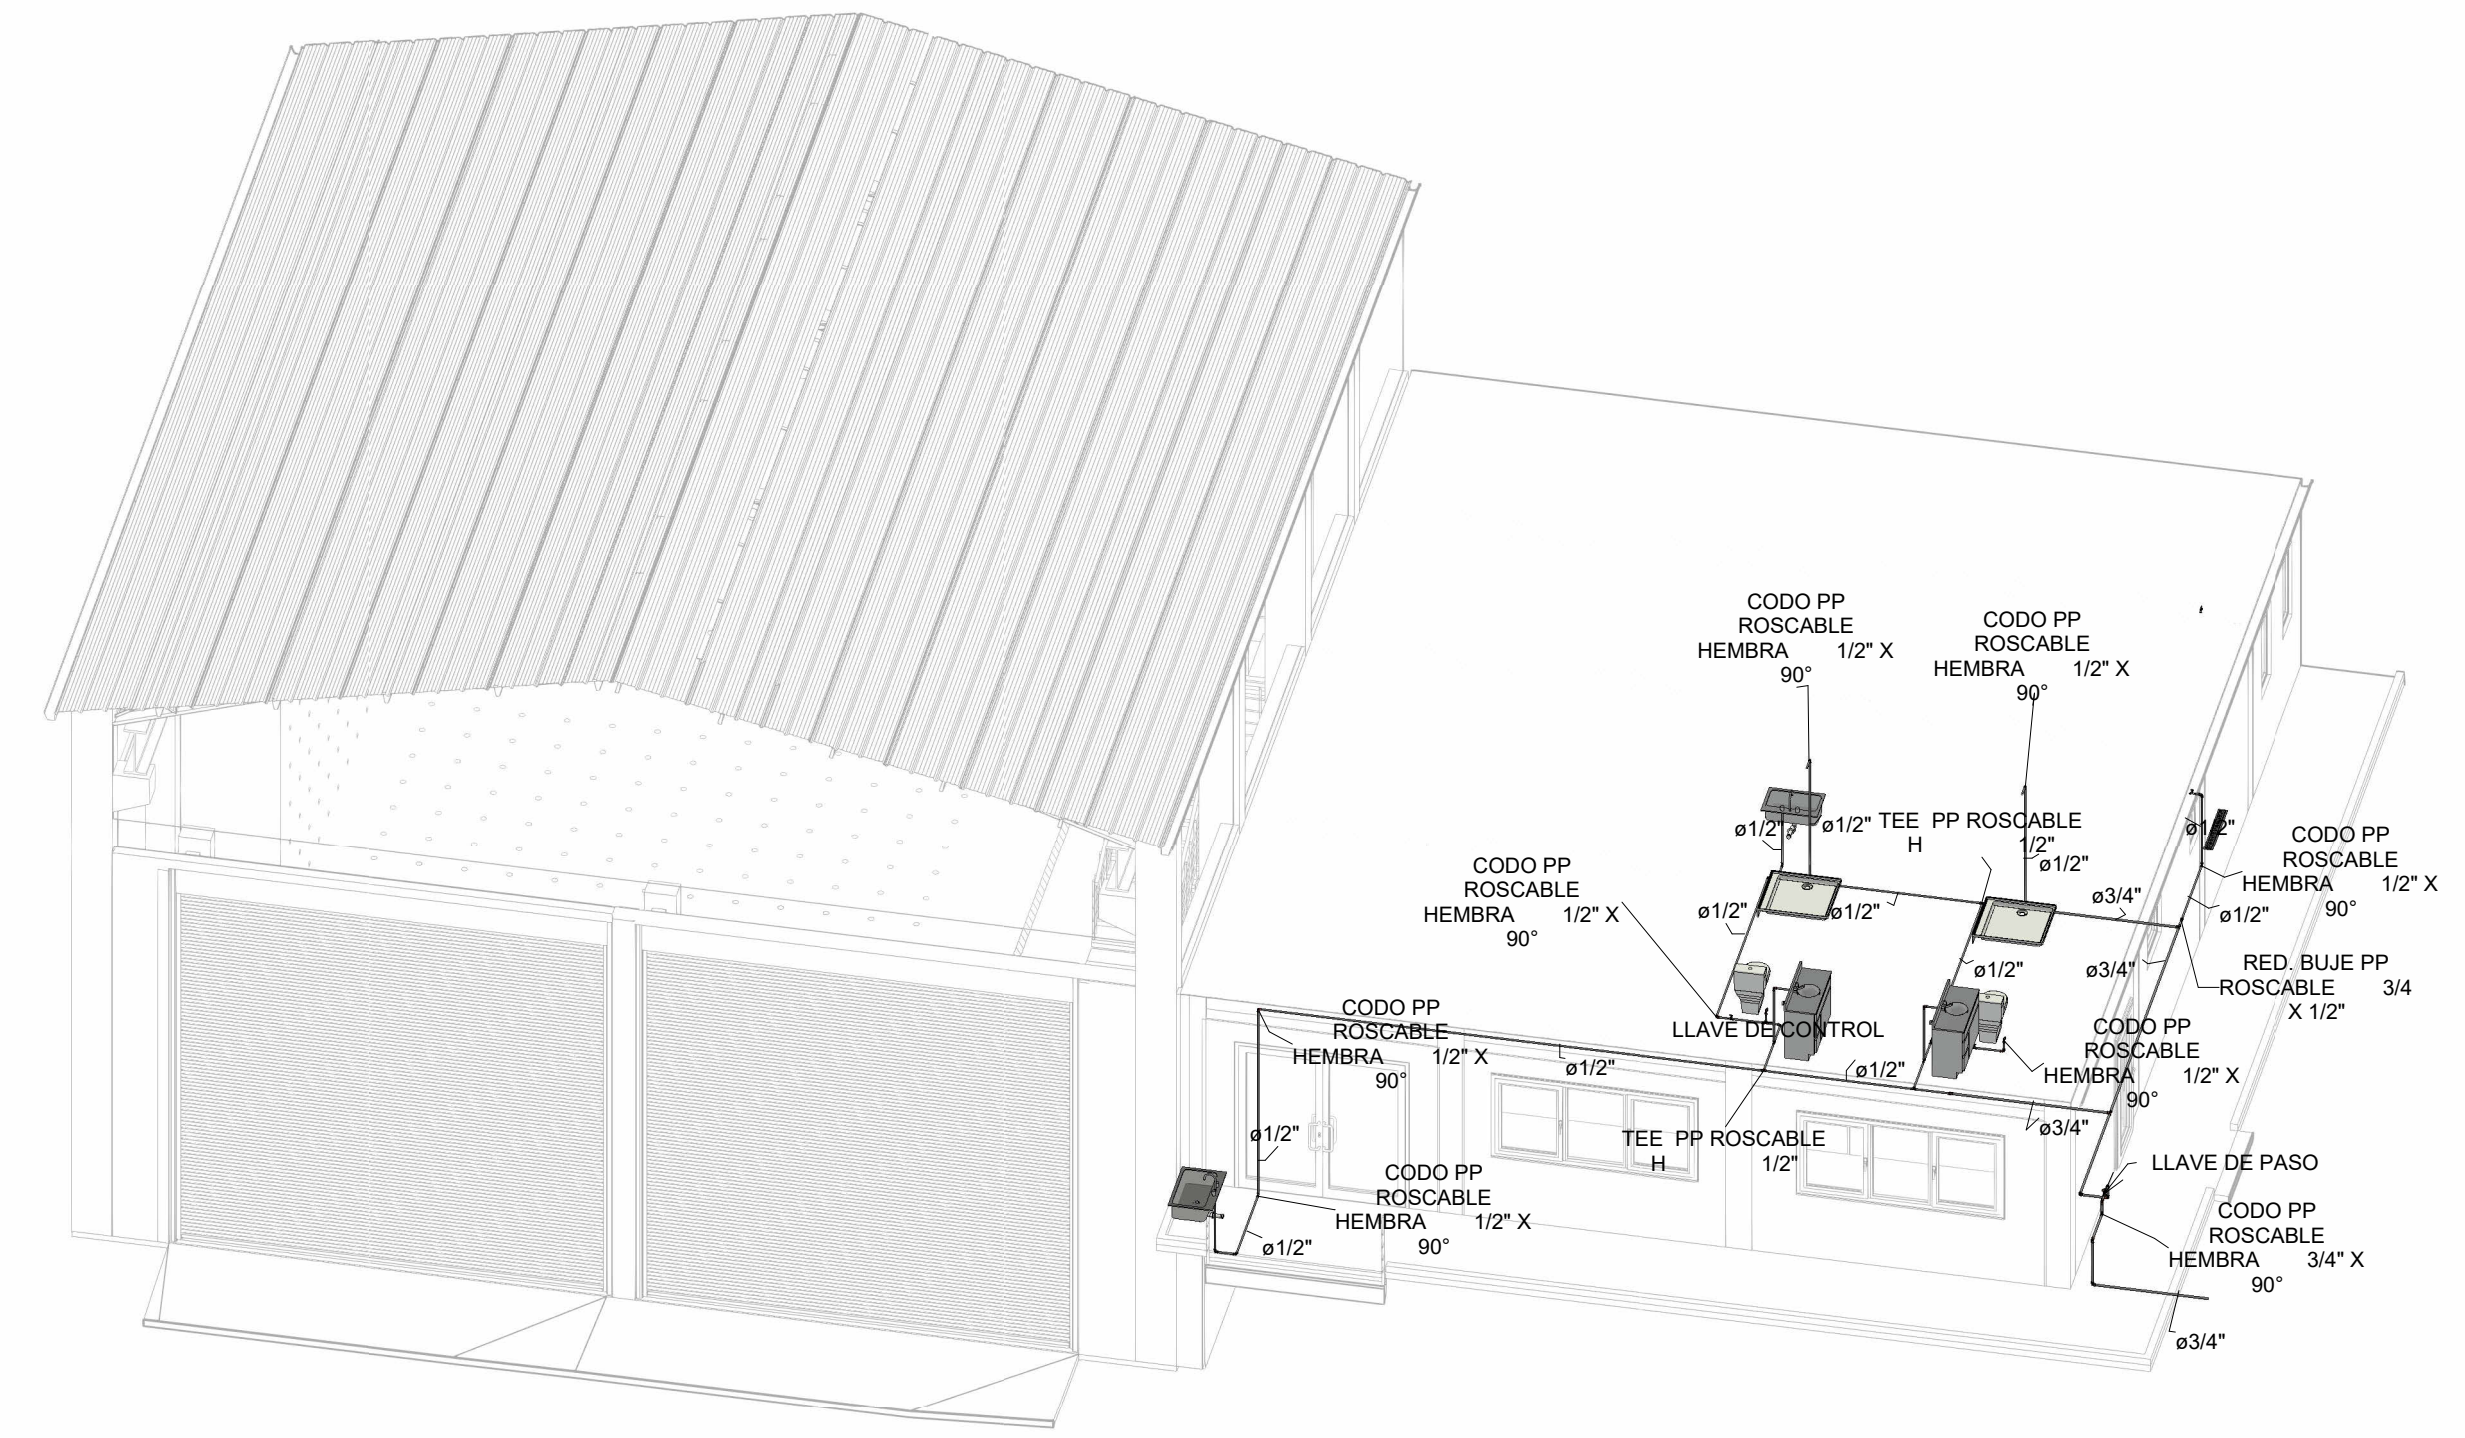 CODO PP
ROSCABLE
HEMBRA 1/2" X
90°
CODO PP
ROSCABLE
HEMBRA 1/2" X
90°
ø1/2"
ø1/2"
TEE PP ROSCABLE
H 1/2"
ø1/2"
ø1/2"
CODO PP
ROSCABLE
HEMBRA 1/2" X
90°
CODO PP
ROSCABLE
HEMBRA 1/2" X
90°
ø1/2"
ø1/2"
ø3/4"
ø1/2"
ø1/2"
ø3/4"
RED. BUJE PP
ROSCABLE 3/4
X 1/2"
CODO PP
ROSCABLE
HEMBRA 1/2" X
90°
LLAVE DE CONTROL
CODO PP
ROSCABLE
HEMBRA 1/2" X
90°
ø1/2"
ø1/2"
ø3/4"
ø1/2"
TEE PP ROSCABLE
H 1/2"
LLAVE DE PASO
CODO PP
ROSCABLE
HEMBRA 1/2" X
90°
ø1/2"
CODO PP
ROSCABLE
HEMBRA 3/4" X
90°
ø3/4"